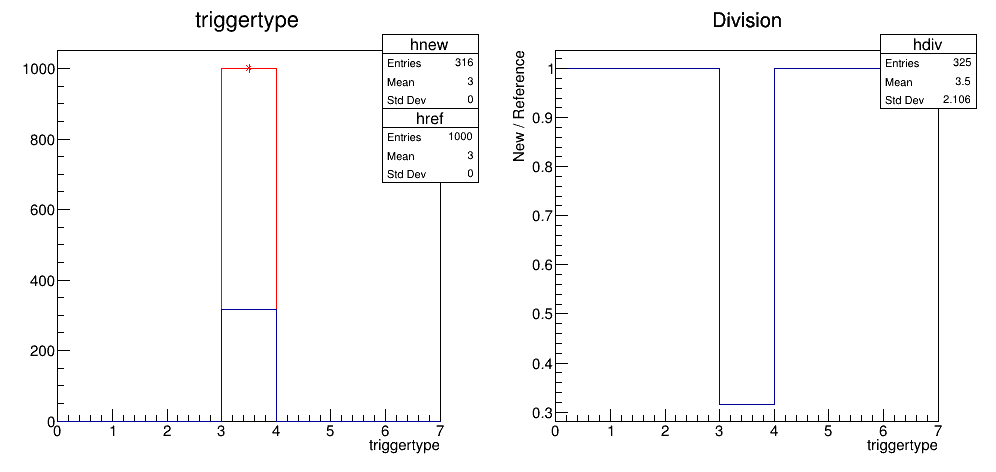 triggertype
hnew
Entries 316
Mean 3
Std Dev 0
href
Entries 1000
Mean 3
Std Dev 0
1000
800
600
400
200
0
0 1 2 3 4 5 6 7
triggertype
Division
hdiv
Entries 325
Mean 3.5
Std Dev 2.106
New / Reference
1
0.9
0.8
0.7
0.6
0.5
0.4
0.3
0 1 2 3 4 5 6 7
triggertype